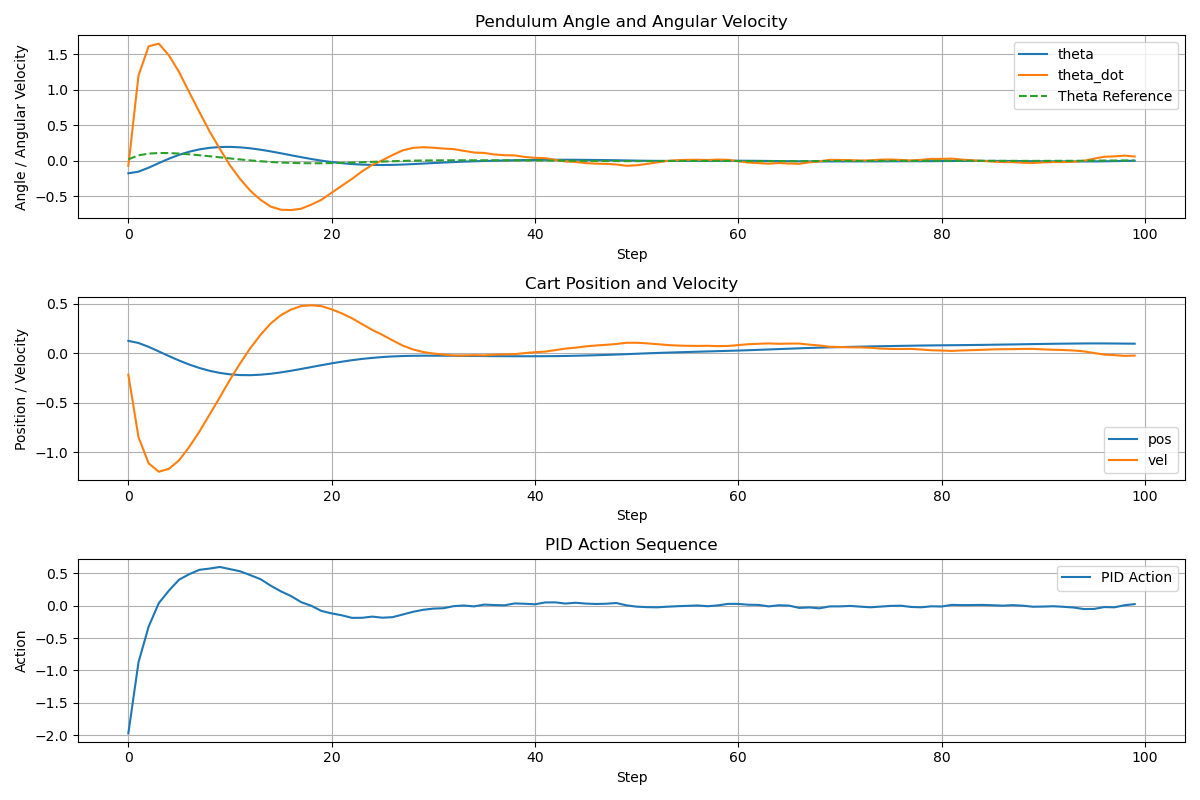 Pendulum Angle and Angular Velocity
Angle / Angular Velocity
1.5
1.0
0.5
0.0
−0.5
theta
theta_dot
Theta Reference
0 20 40 60 80 100
Step
Cart Position and Velocity
Position / Velocity
0.5
0.0
−0.5
−1.0
pos
vel
0 20 40 60 80 100
Step
PID Action Sequence
Action
0.5
0.0
−0.5
−1.0
−1.5
−2.0
PID Action
0 20 40 60 80 100
Step